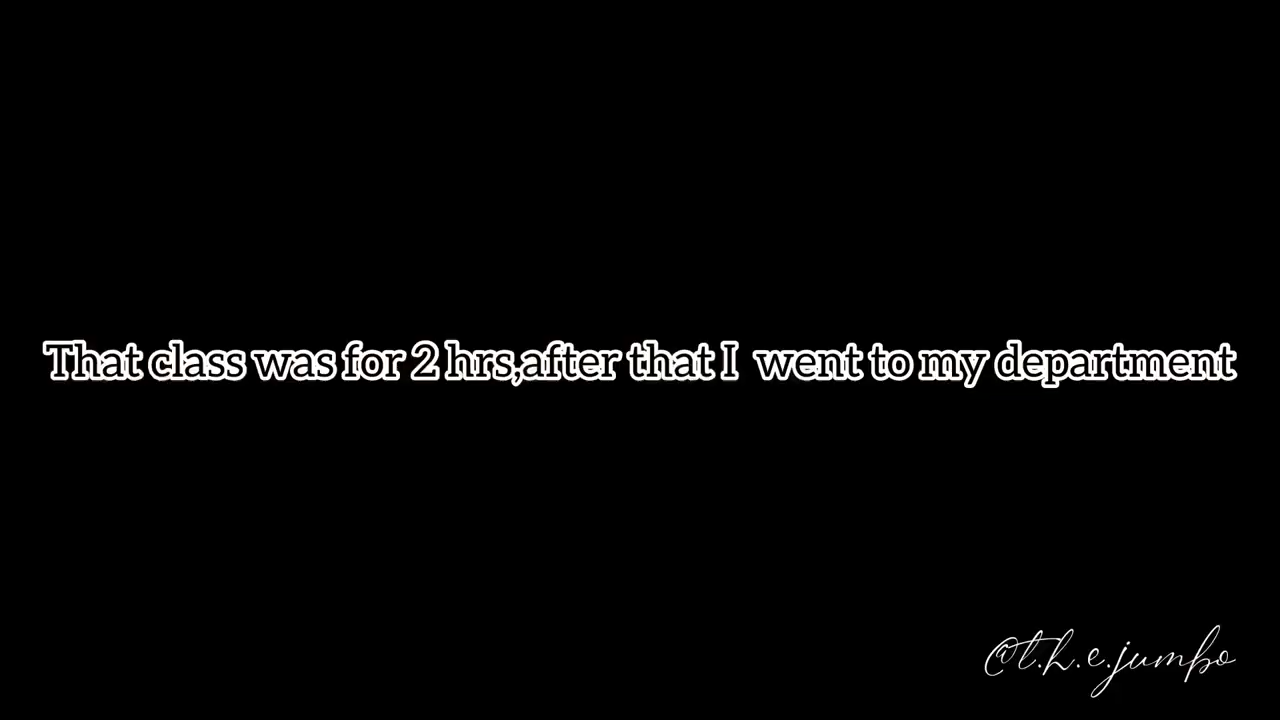 That class was for 2 hrs,after that I  went to my department
@t.h.e.jumbo